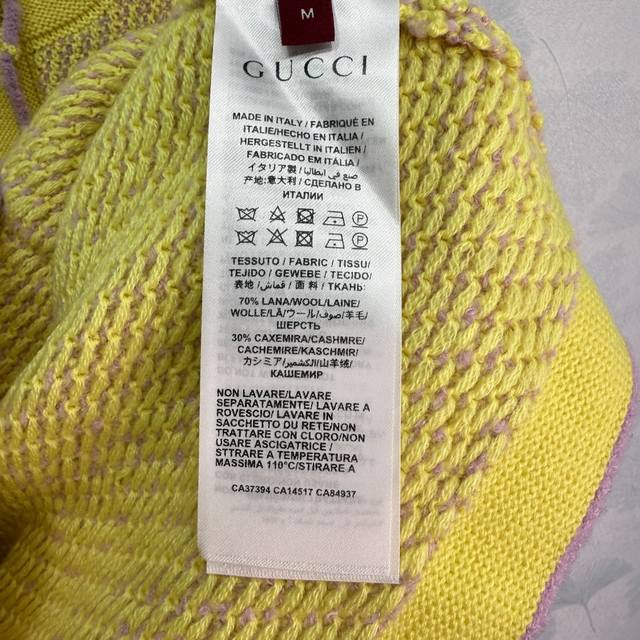 M
GUCCI
MADE IN ITALY / FABRIQUÉ EN
ITALIE/HECHO EN ITALIA /
HERGESTELLT IN ITALIEN /
FABRICADO EM ITÁLIA /
イタリア製 / صنع في ايطاليا /
产地:意大利 / СДЕЛАНО В
ИТАЛИИ
TESSUTO / FABRIC / TISSU/
TEJIDO / GEWEBE / TECIDO/
表地 / قماش / 面料 / ТКАНЬ:
70% LANA/WOOL/LAINE/
WOLLE/LÃ/ウール/صوف/羊毛/
ШЕРСТЬ
30% CAXEMIRA/CASHMRE/
CACHEMIRE/KASCHMIR/
カシミア/الكشمير/山羊绒/
КАШЕМИР
NON LAVARE/LAVARE
SEPARATAMENTE/ LAVARE A
ROVESCIO/ LAVARE IN
SACCHETTO DU RETE/NON
TRATTARE CON CLORO/NON
USARE ASCIGATRICE /
STTRARE A TEMPERATURA
MASSIMA 110°C/STIRARE A
CA37394 CA14517 CA84937